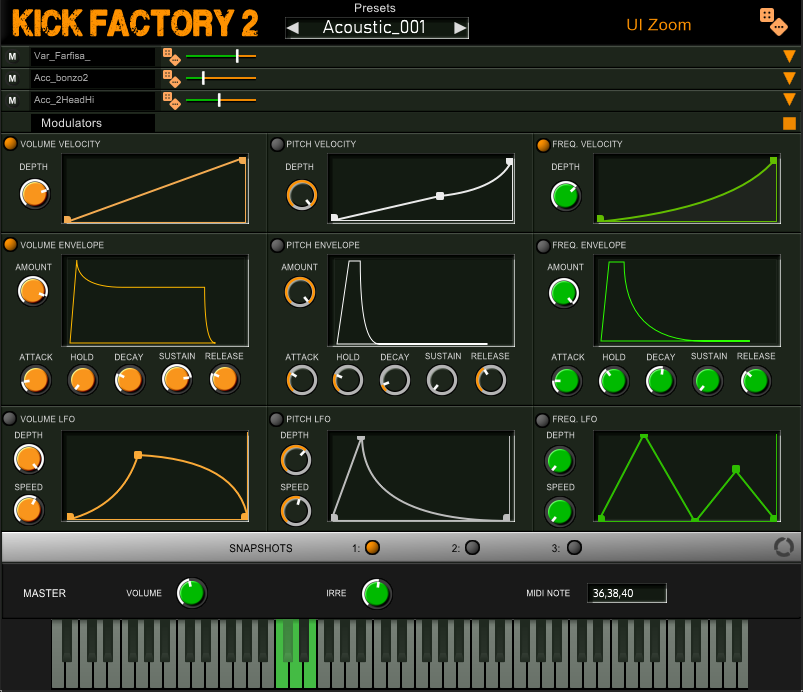 KICK FACTORY 2
Presets
Acoustic_001
UI Zoom
M Var_Farfisa_
M Acc_bonzo2
M Acc_2HeadHi
Modulators
VOLUME VELOCITY PITCH VELOCITY FREQ. VELOCITY
DEPTH DEPTH DEPTH
VOLUME ENVELOPE PITCH ENVELOPE FREQ. ENVELOPE
AMOUNT AMOUNT AMOUNT
ATTACK HOLD DECAY SUSTAIN RELEASE ATTACK HOLD DECAY SUSTAIN RELEASE ATTACK HOLD DECAY SUSTAIN RELEASE
VOLUME LFO PITCH LFO FREQ. LFO
DEPTH DEPTH DEPTH
SPEED SPEED SPEED
SNAPSHOTS 1: 2: 3:
MASTER VOLUME IRRE MIDI NOTE 36,38,40